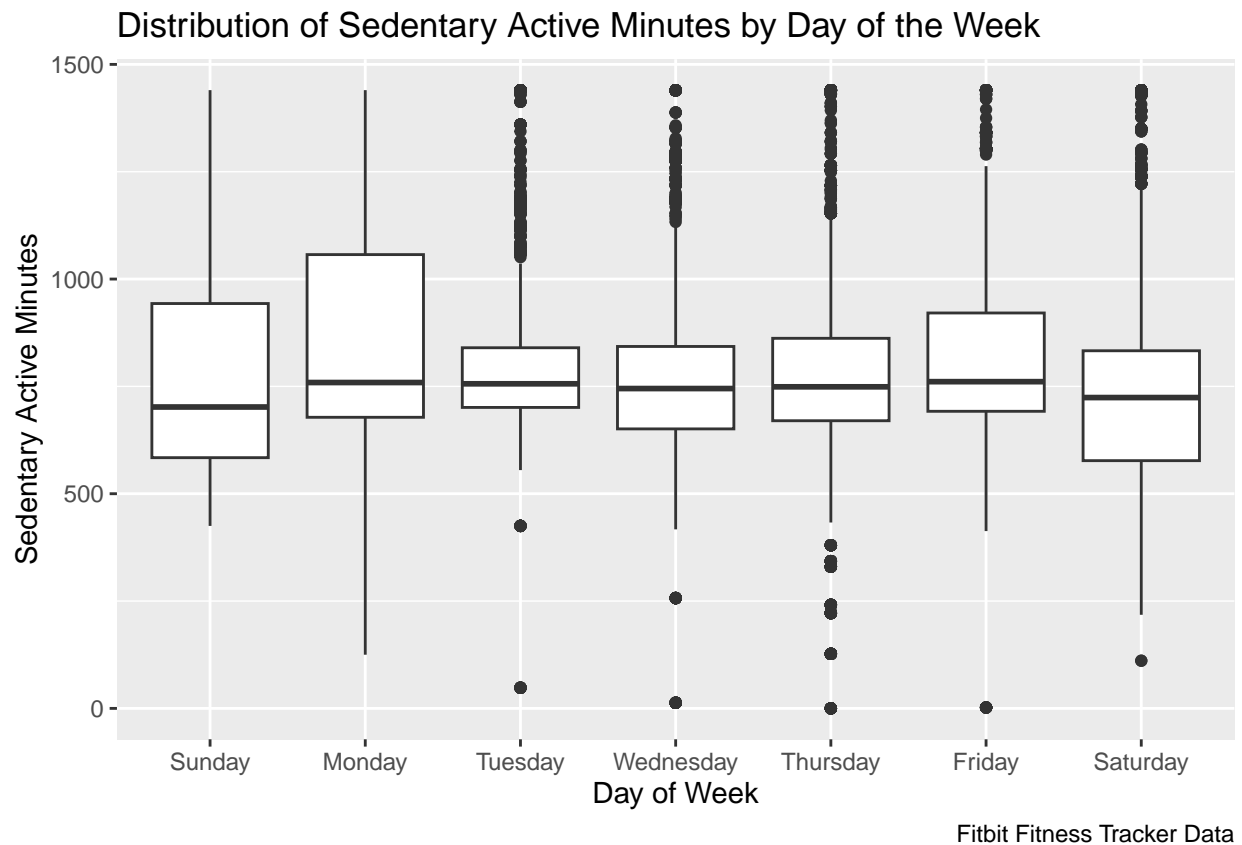 Distribution of Sedentary Active Minutes by Day of the Week
Sedentary Active Minutes
1500
1000
500
0
Sunday Monday Tuesday Wednesday Thursday Friday Saturday
Day of Week
Fitbit Fitness Tracker Data